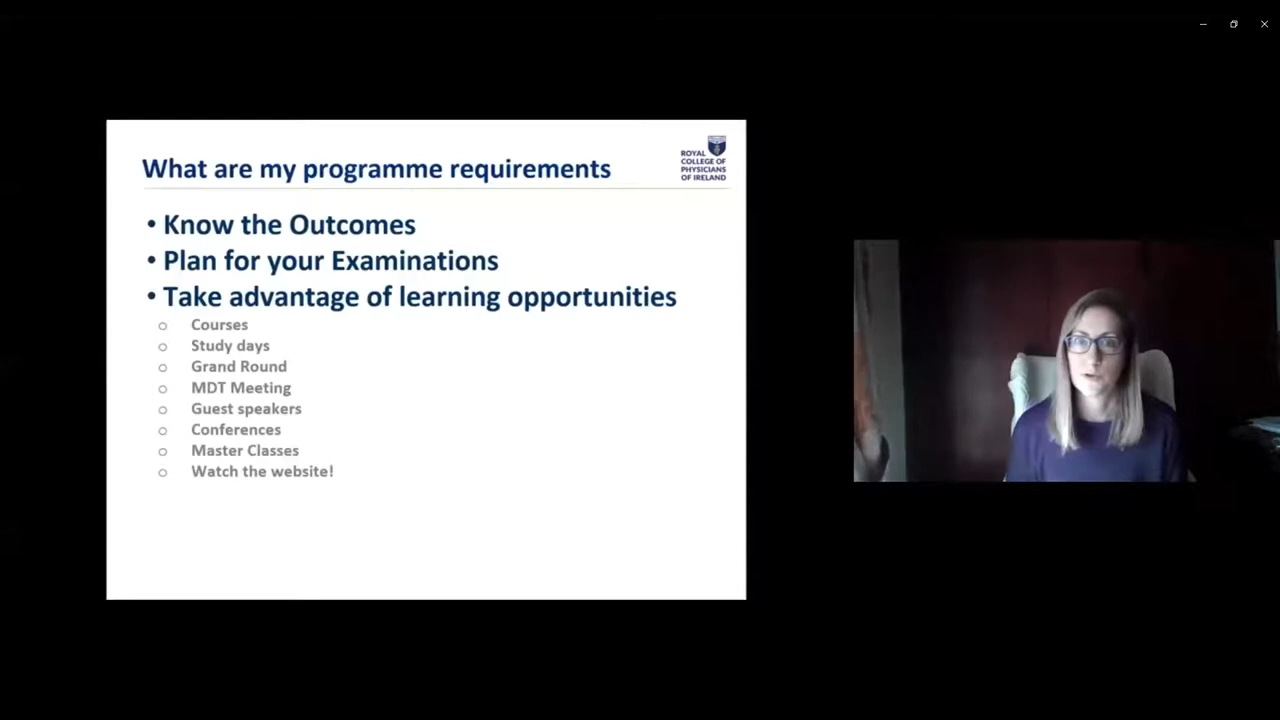 What are my programme requirements
ROYAL
COLLEGE OF
PHYSICIANS
OF IRELAND
• Know the Outcomes
• Plan for your Examinations
• Take advantage of learning opportunities
o Courses
o Study days
o Grand Round
o MDT Meeting
o Guest speakers
o Conferences
o Master Classes
o Watch the website!